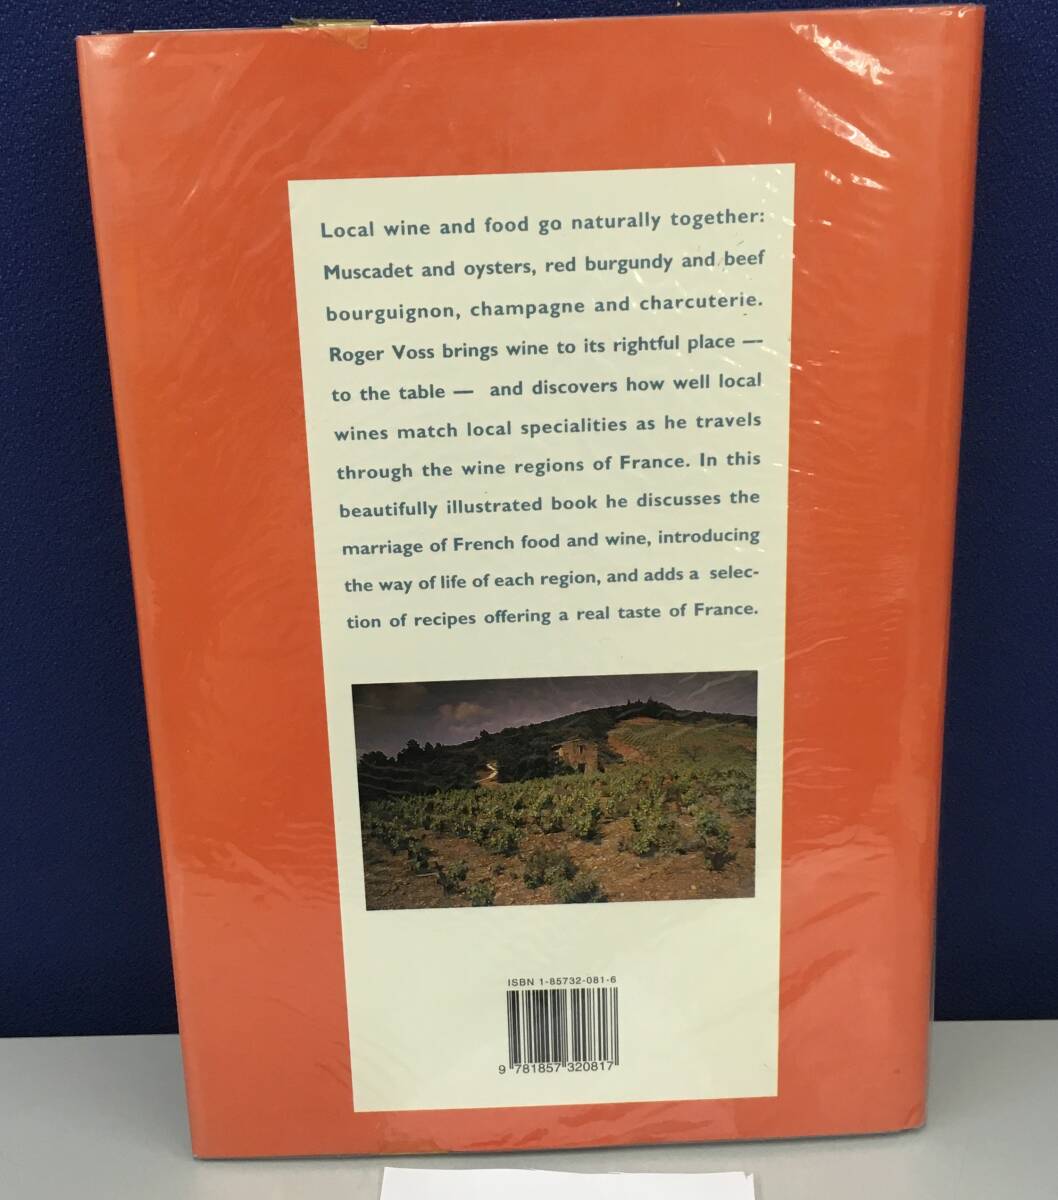 Local wine and food go naturally together:
Muscadet and oysters, red burgundy and beef
bourguignon, champagne and charcuterie.
Roger Voss brings wine to its rightful place —
to the table — and discovers how well local
wines match local specialities as he travels
through the wine regions of France. In this
beautifully illustrated book he discusses the
marriage of French food and wine, introducing
the way of life of each region, and adds a selec-
tion of recipes offering a real taste of France.
ISBN 1-85732-081-6
9 781857 320817